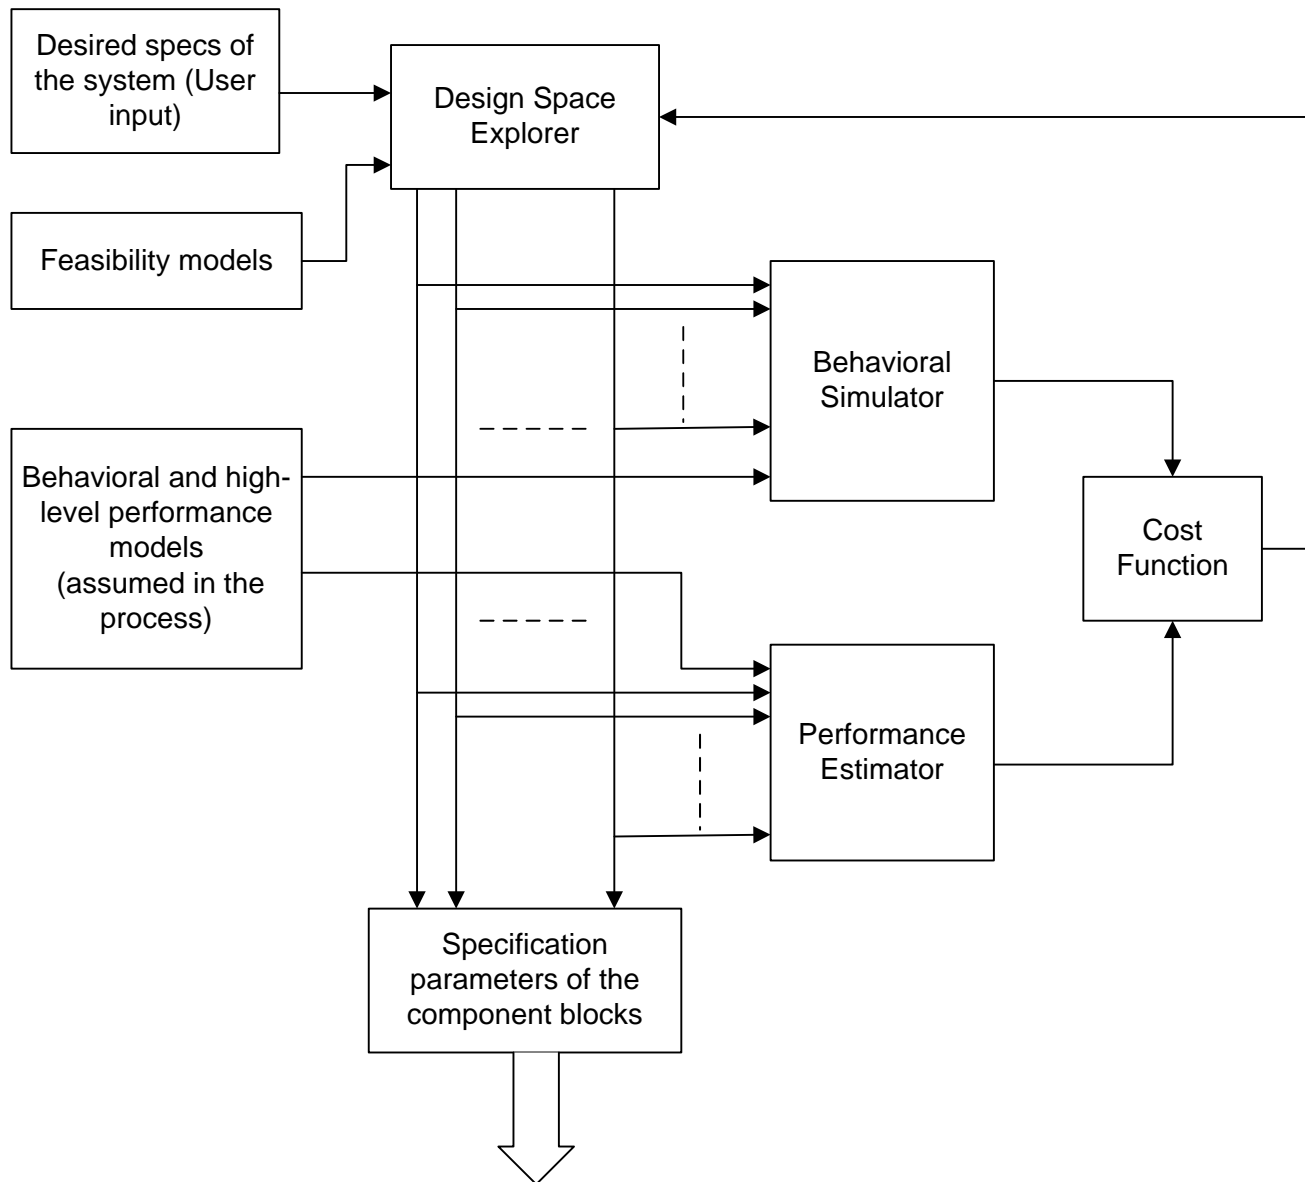 Desired specs of
the system (User
input)
Design Space
Explorer
Feasibility models
Behavioral
Simulator
Behavioral and high-
level performance
models
(assumed in the
process)
Cost
Function
Performance
Estimator
Specification
parameters of the
component blocks